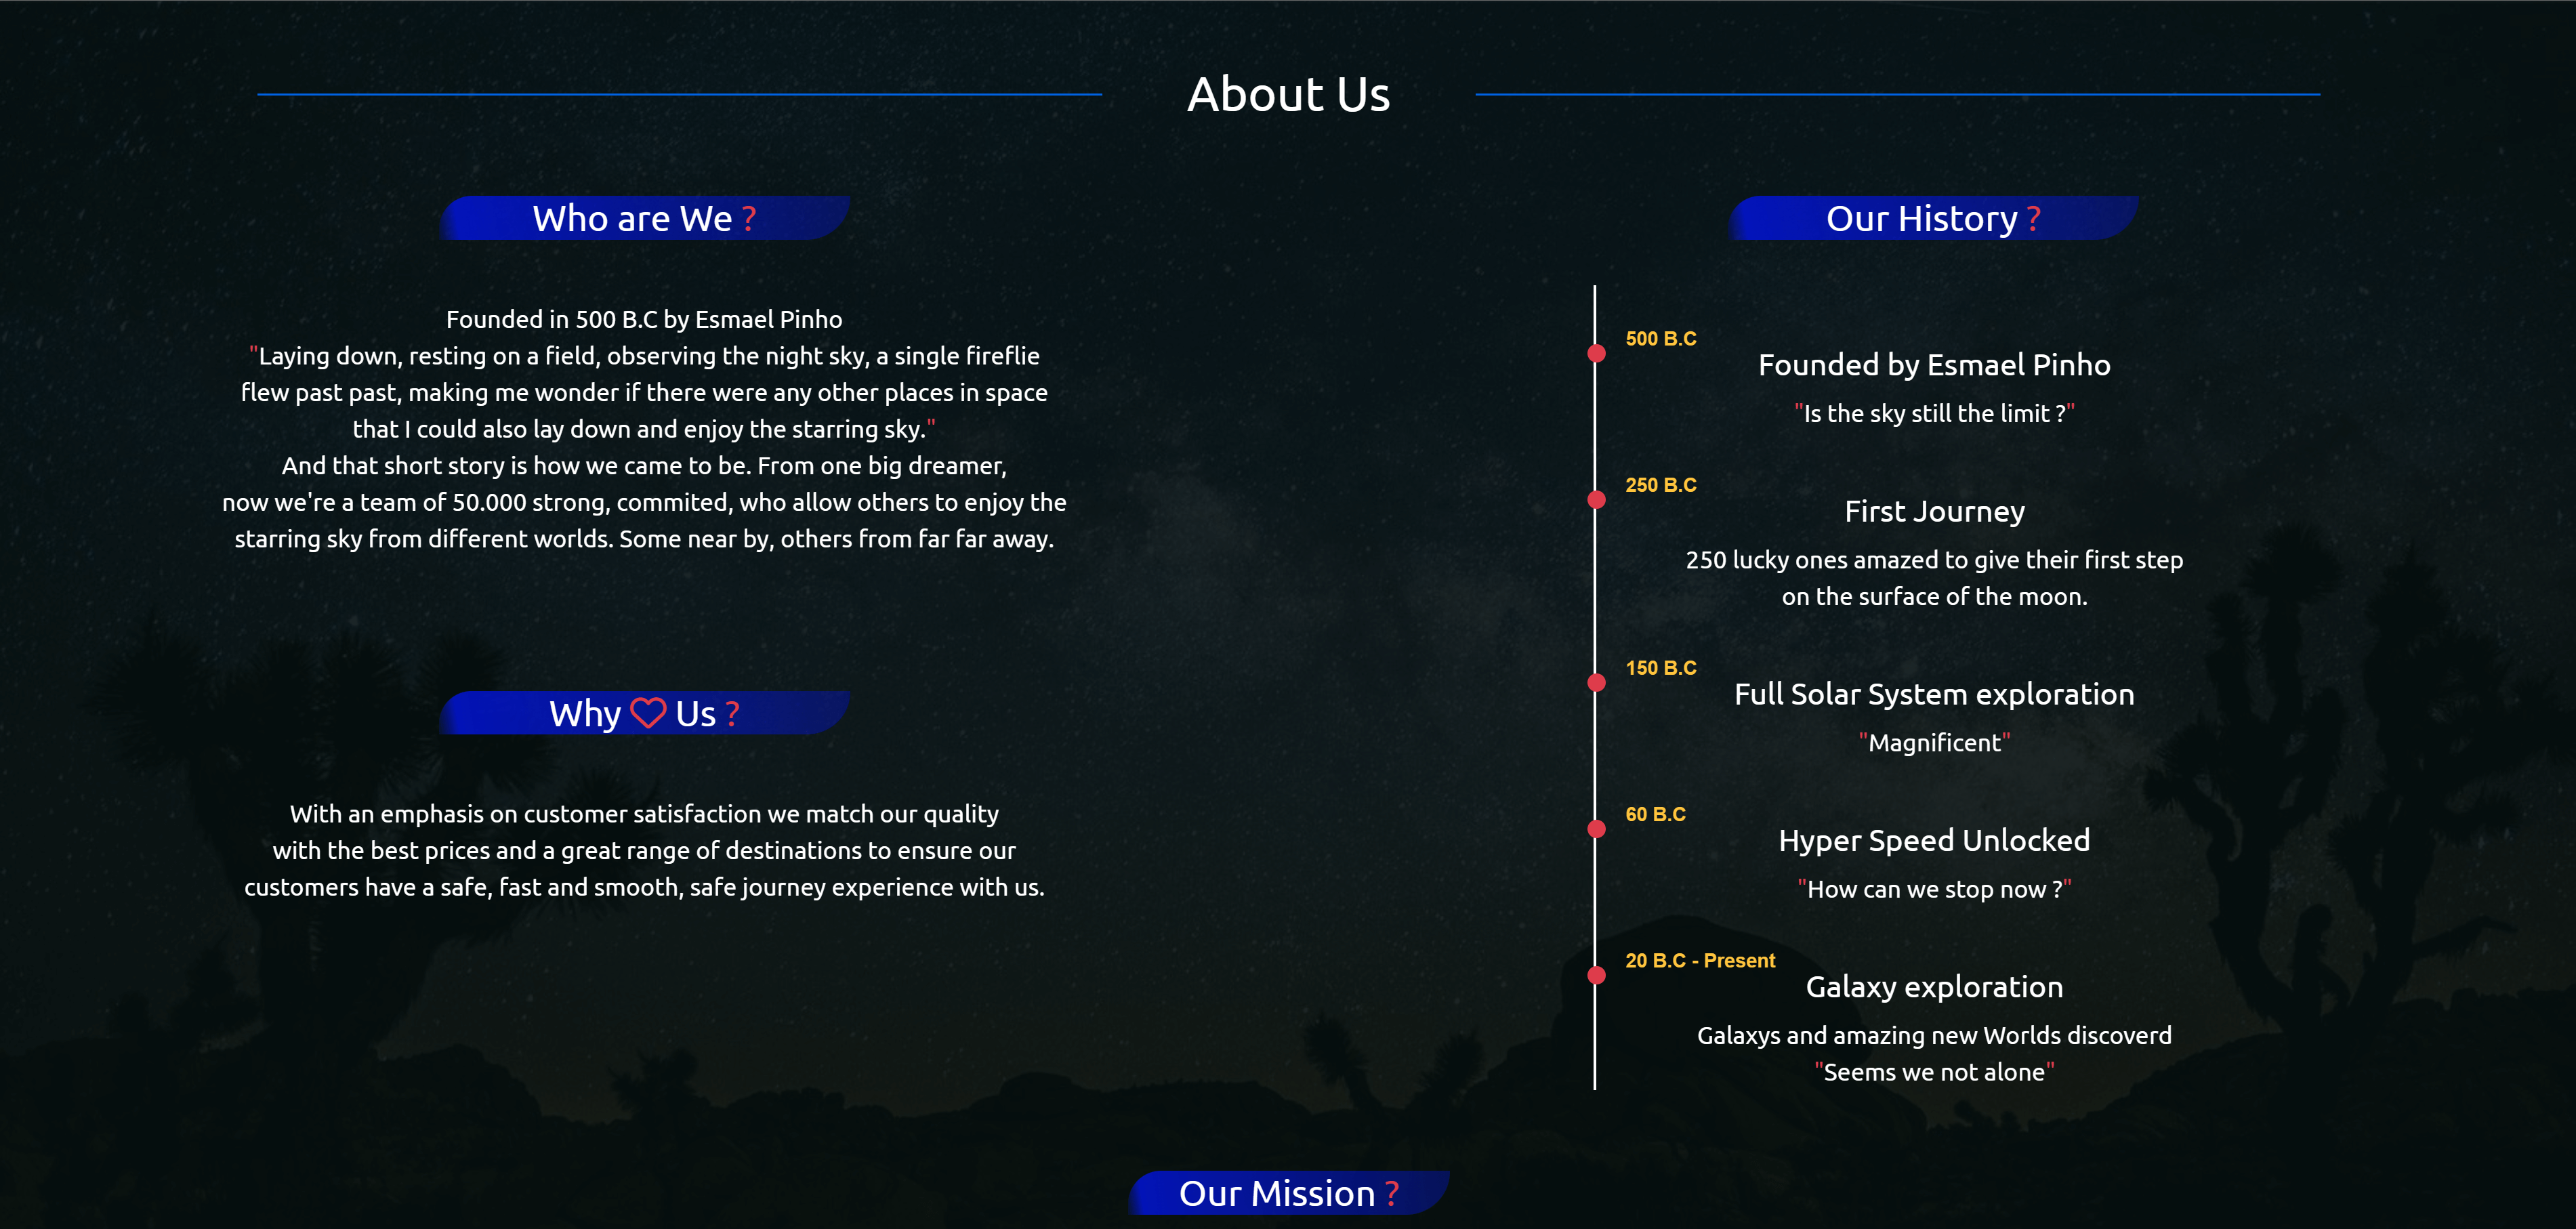 About Us
Who are We ?
Founded in 500 B.C by Esmael Pinho
"Laying down, resting on a field, observing the night sky, a single fireflie
flew past past, making me wonder if there were any other places in space
that I could also lay down and enjoy the starring sky."
And that short story is how we came to be. From one big dreamer,
now we're a team of 50.000 strong, commited, who allow others to enjoy the
starring sky from different worlds. Some near by, others from far far away.
Why Us ?
With an emphasis on customer satisfaction we match our quality
with the best prices and a great range of destinations to ensure our
customers have a safe, fast and smooth, safe journey experience with us.
Our History ?
500 B.C
Founded by Esmael Pinho
"Is the sky still the limit ?"
250 B.C
First Journey
250 lucky ones amazed to give their first step
on the surface of the moon.
150 B.C
Full Solar System exploration
"Magnificent"
60 B.C
Hyper Speed Unlocked
"How can we stop now ?"
20 B.C - Present
Galaxy exploration
Galaxys and amazing new Worlds discoverd
"Seems we not alone"
Our Mission ?